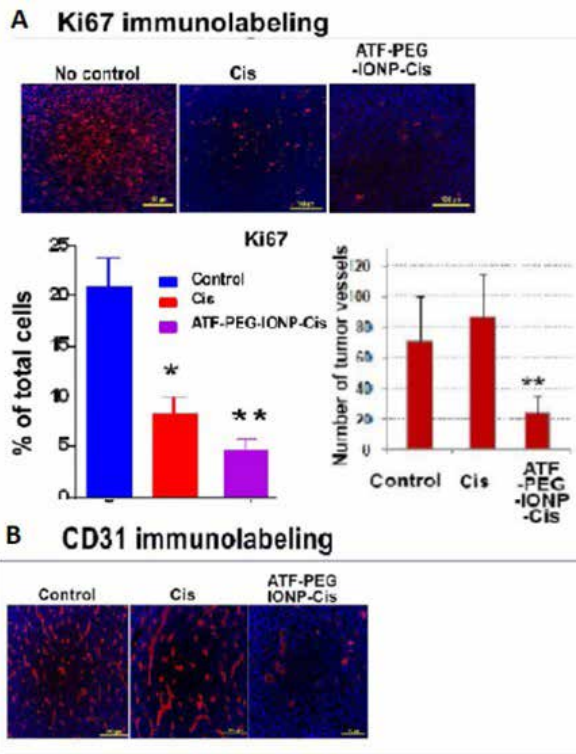 A Ki67 immunolabeling
No control
Cis
ATF-PEG
-IONP-Cis
Ki67
% of total cells
25
20
15
10
5
0
Control
Cis
ATF-PEG-IONP-Cis
*
**
Number of tumor vessels
120
100
80
60
40
20
0
**
Control
Cis
ATF
-PEG
-IONP
-Cis
B CD31 immunolabeling
Control
Cis
ATF-PEG
IONP-Cis